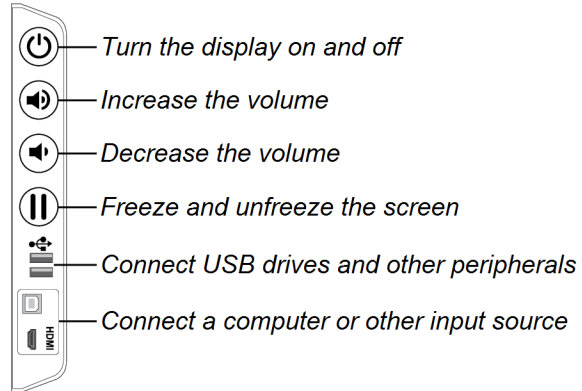 Turn the display on and off
Increase the volume
Decrease the volume
Freeze and unfreeze the screen
Connect USB drives and other peripherals
Connect a computer or other input source
HDMI